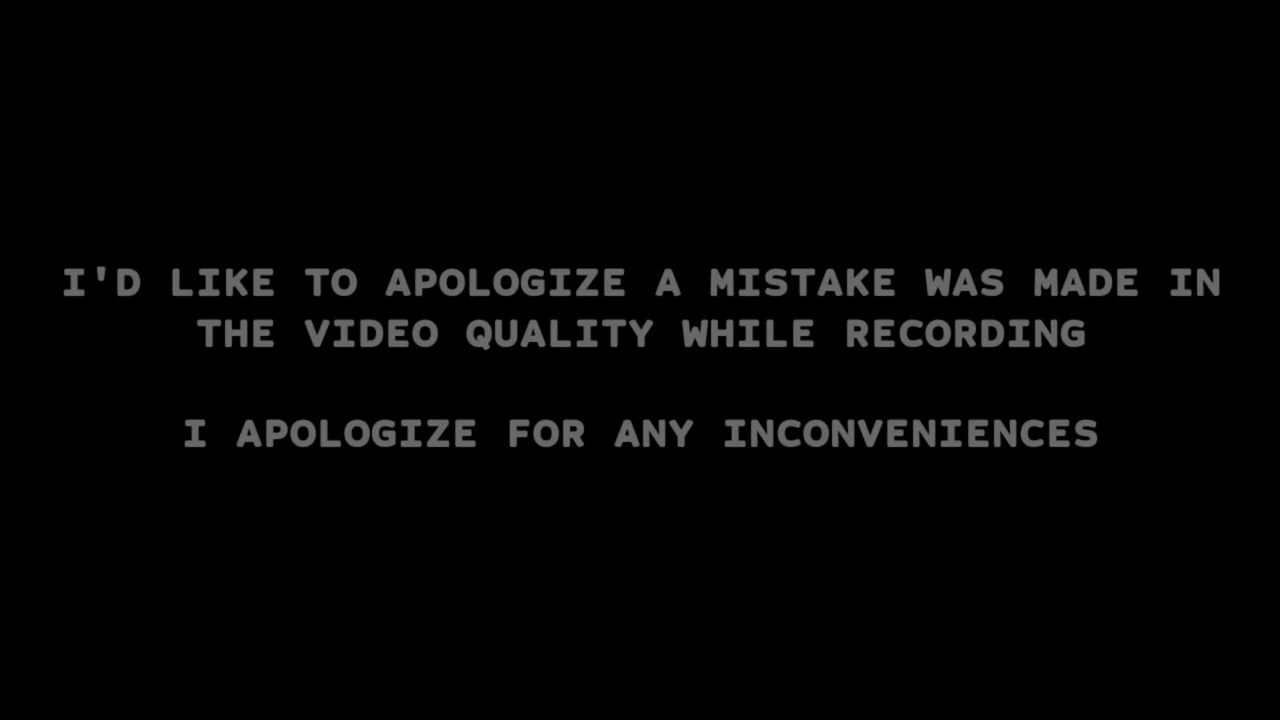 I'D LIKE TO APOLOGIZE A MISTAKE WAS MADE IN
THE VIDEO QUALITY WHILE RECORDING
I APOLOGIZE FOR ANY INCONVENIENCES